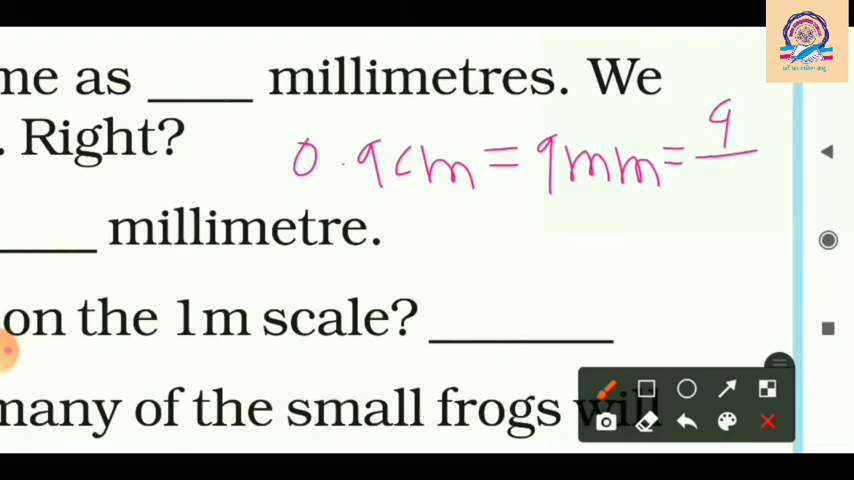 me as ____ millimetres. We
. Right?
0.9cm = 9mm = 9
____ millimetre.
on the 1m scale? ________
many of the small frogs will